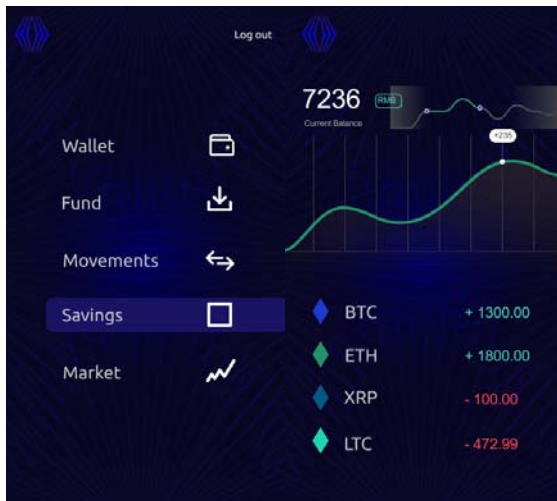 Log out
Wallet
Fund
Movements
Savings
Market
7236 RMB
Current Balance
+235
BTC + 1300.00
ETH + 1800.00
XRP - 100.00
LTC - 472.99